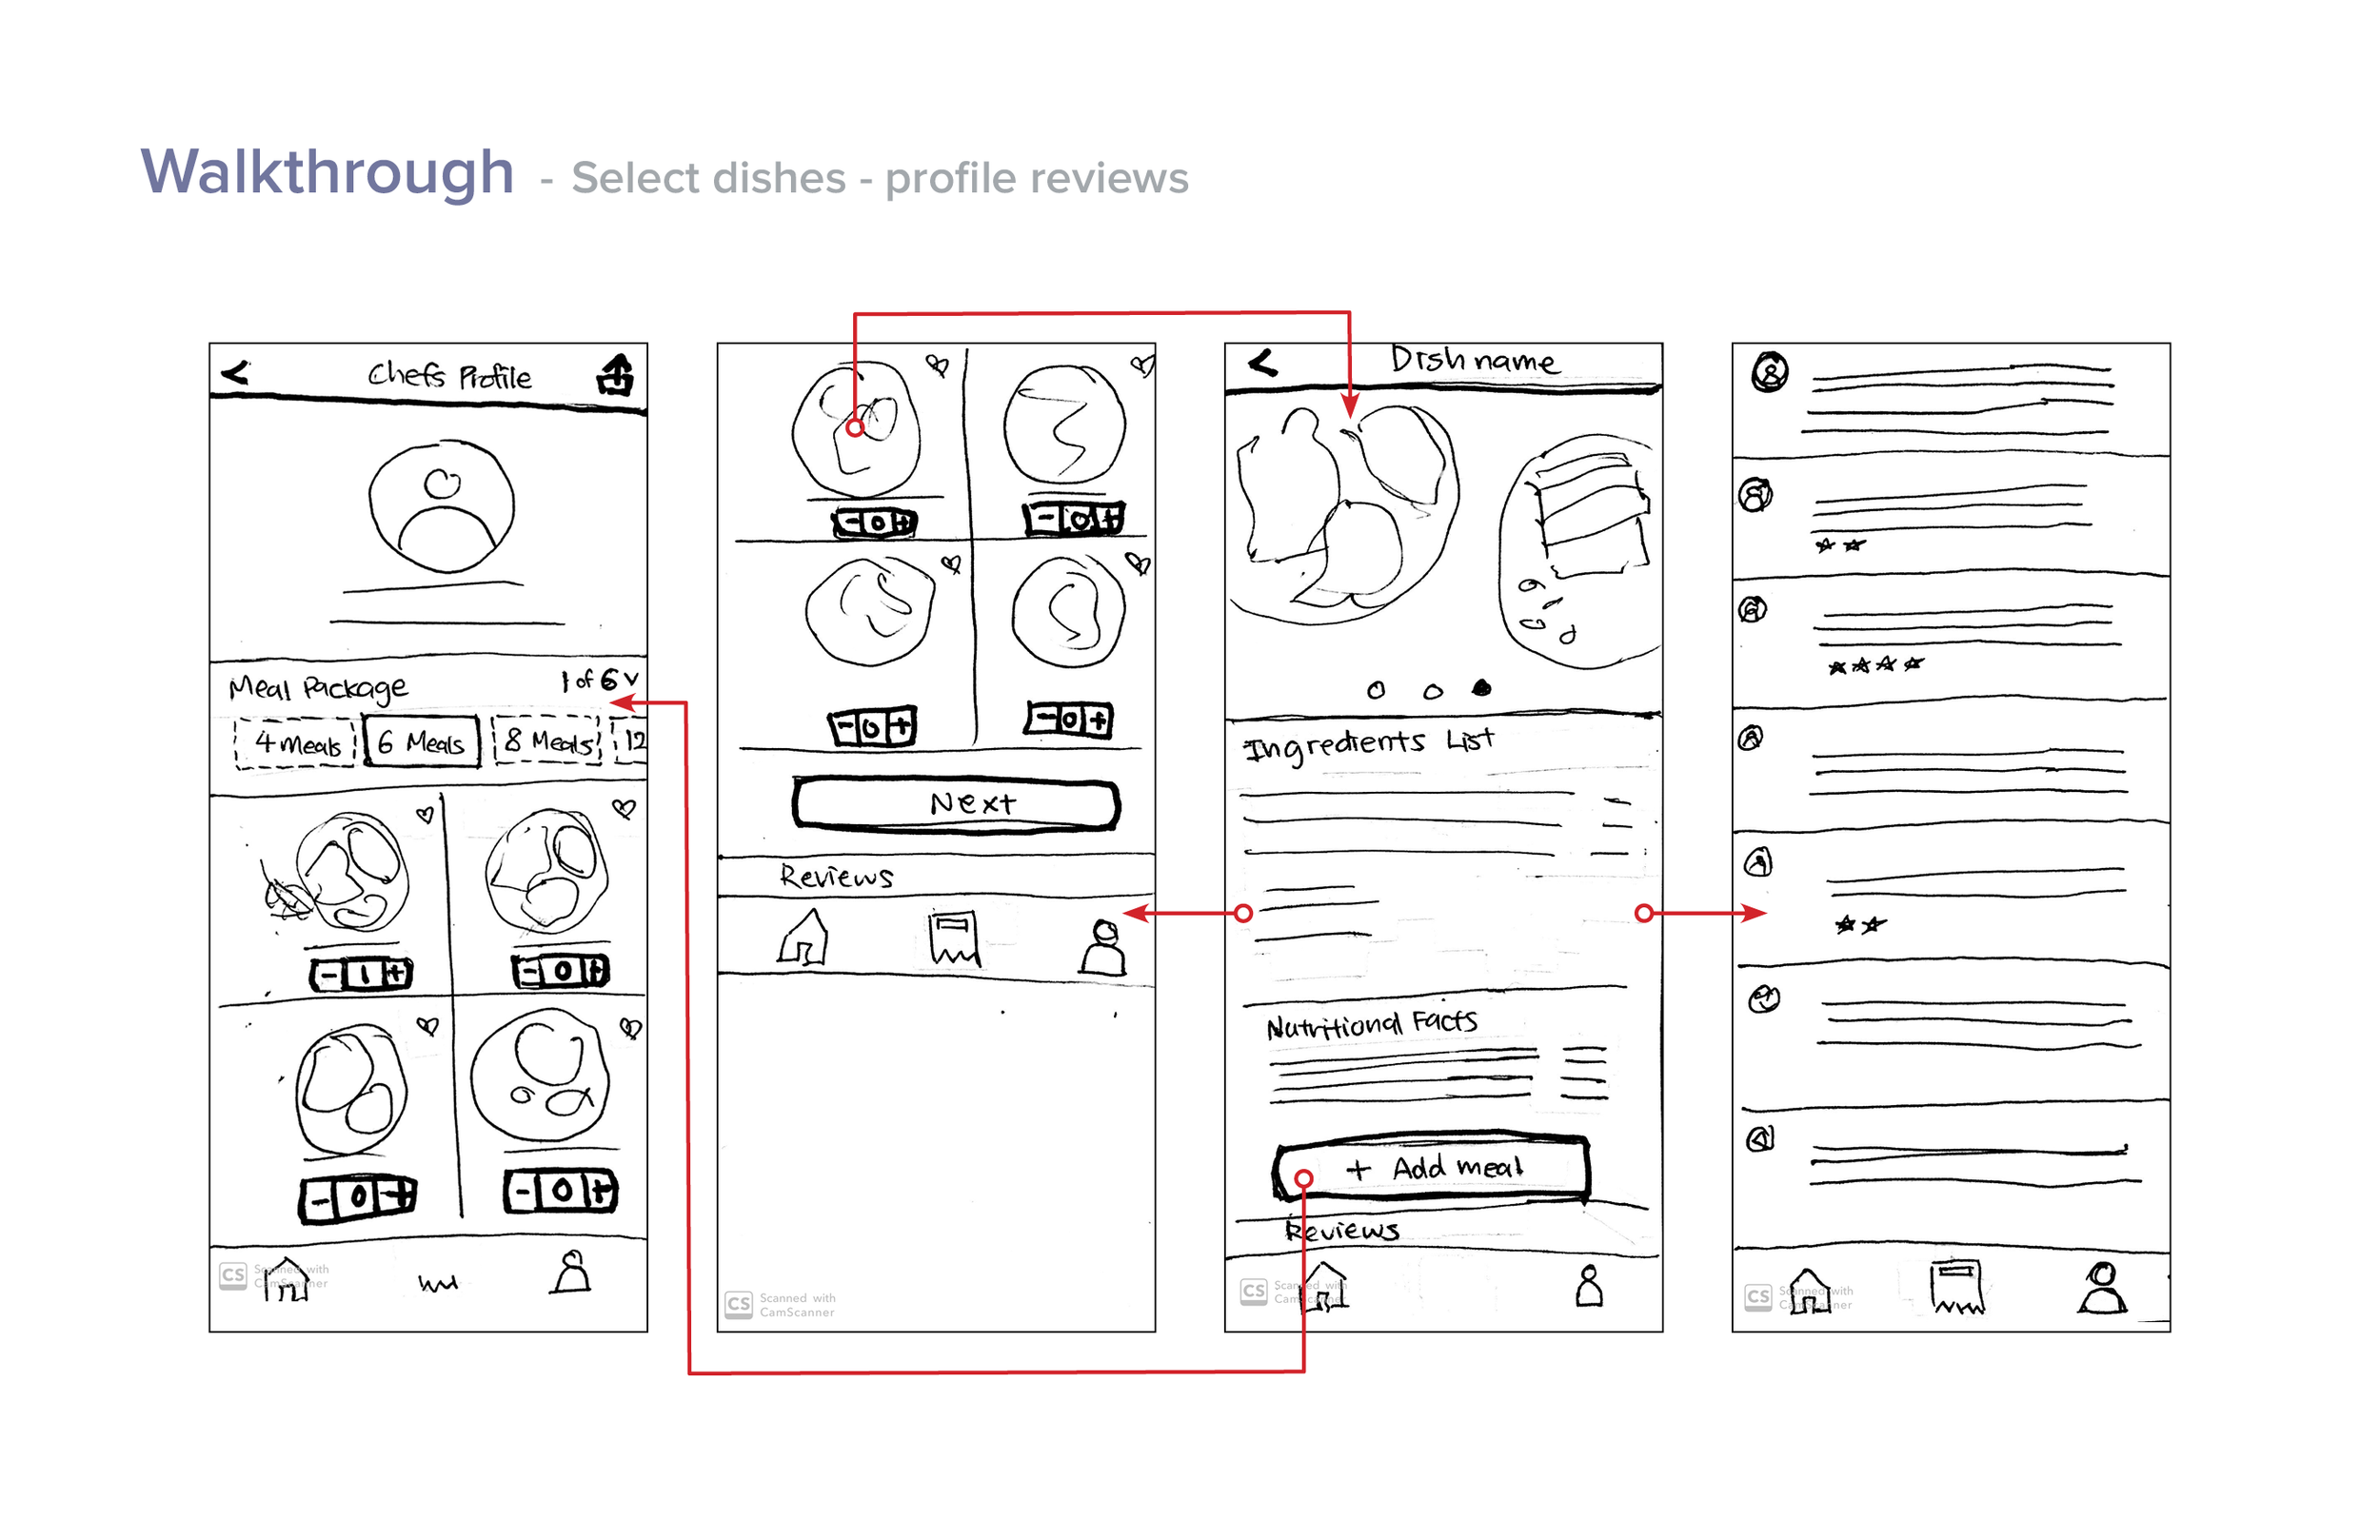 Walkthrough - Select dishes - profile reviews
< Chefs Profile
Meal Package 1 of 6 v
4 meals 6 Meals 8 Meals 12
- 1 + - 0 +
- 0 + - 0 +
CS Scanned with CamScanner
- 0 + - 0 +
- 0 + - 0 +
Next
Reviews
CS Scanned with
CamScanner
< Dish name
Ingredients List
Nutritional Facts
+ Add meal
Reviews
CS Scanned with
CamScanner
CS Scanned with
CamScanner